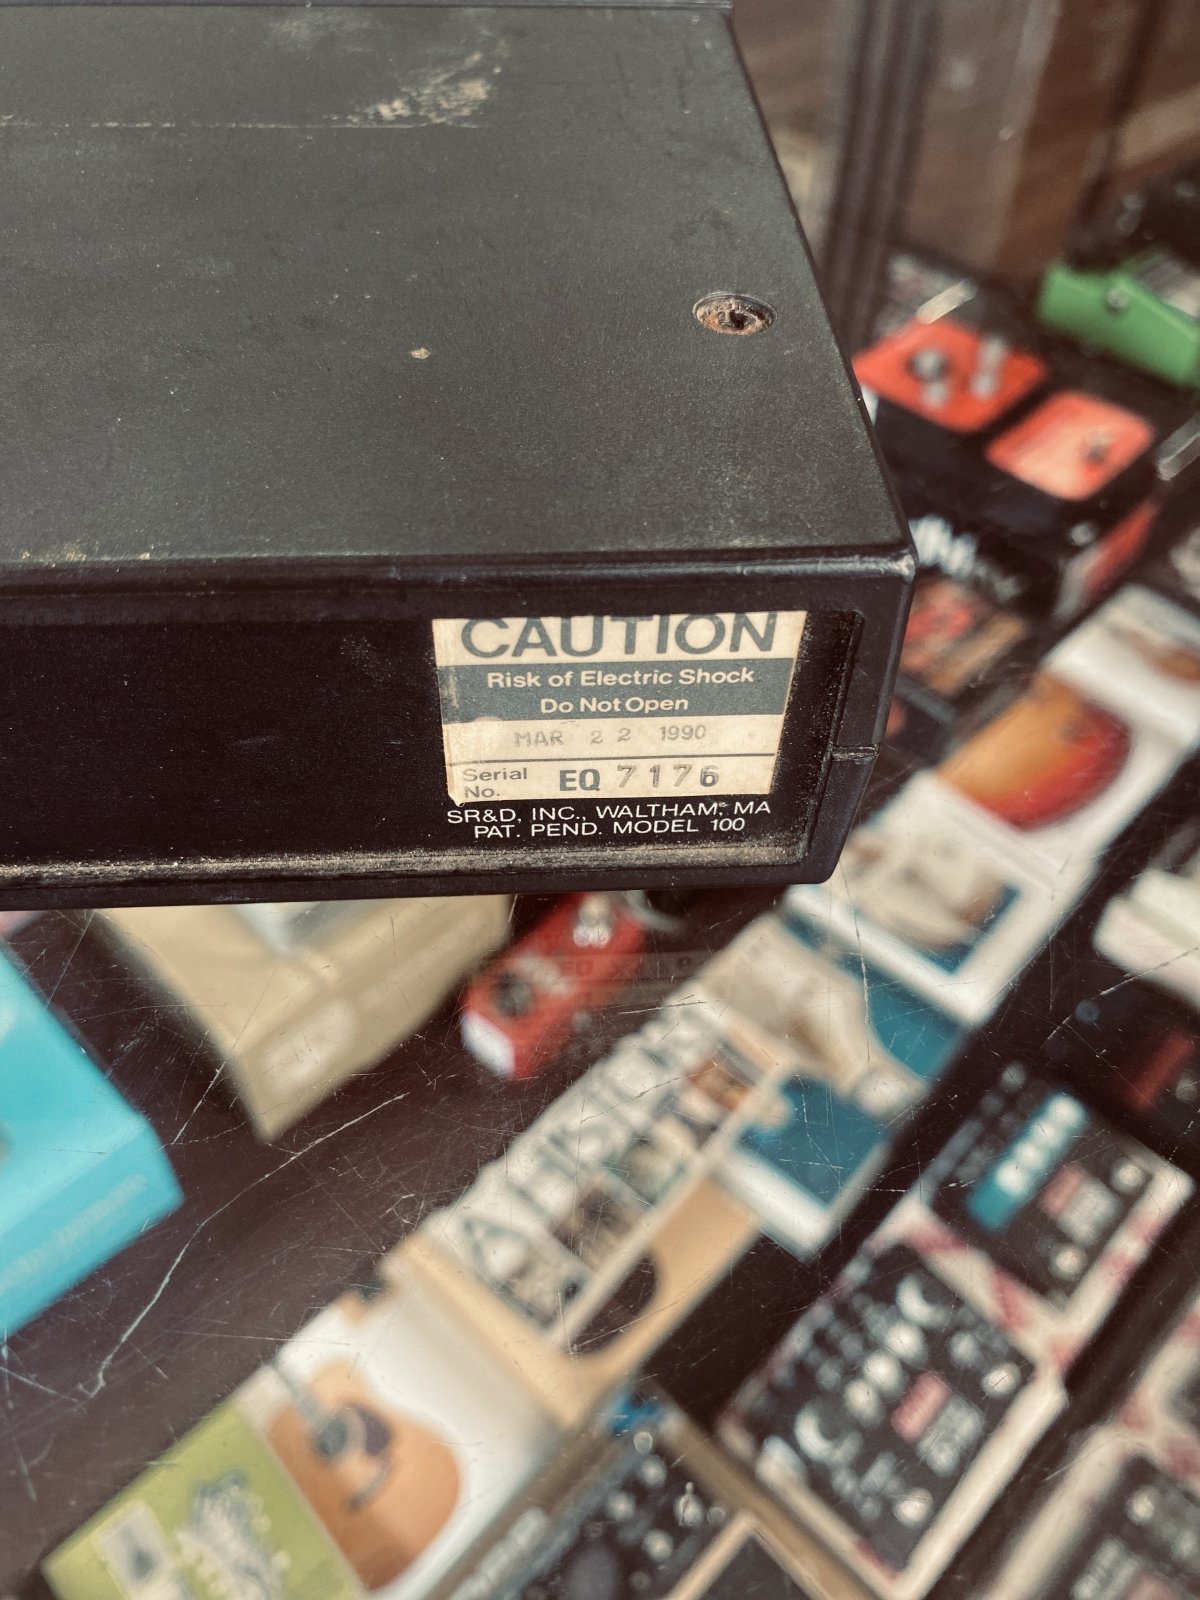 CAUTION
Risk of Electric Shock
Do Not Open
MAR 22 1990
Serial No. EQ 7176
SR&D, INC., WALTHAM, MA
PAT. PEND. MODEL 100